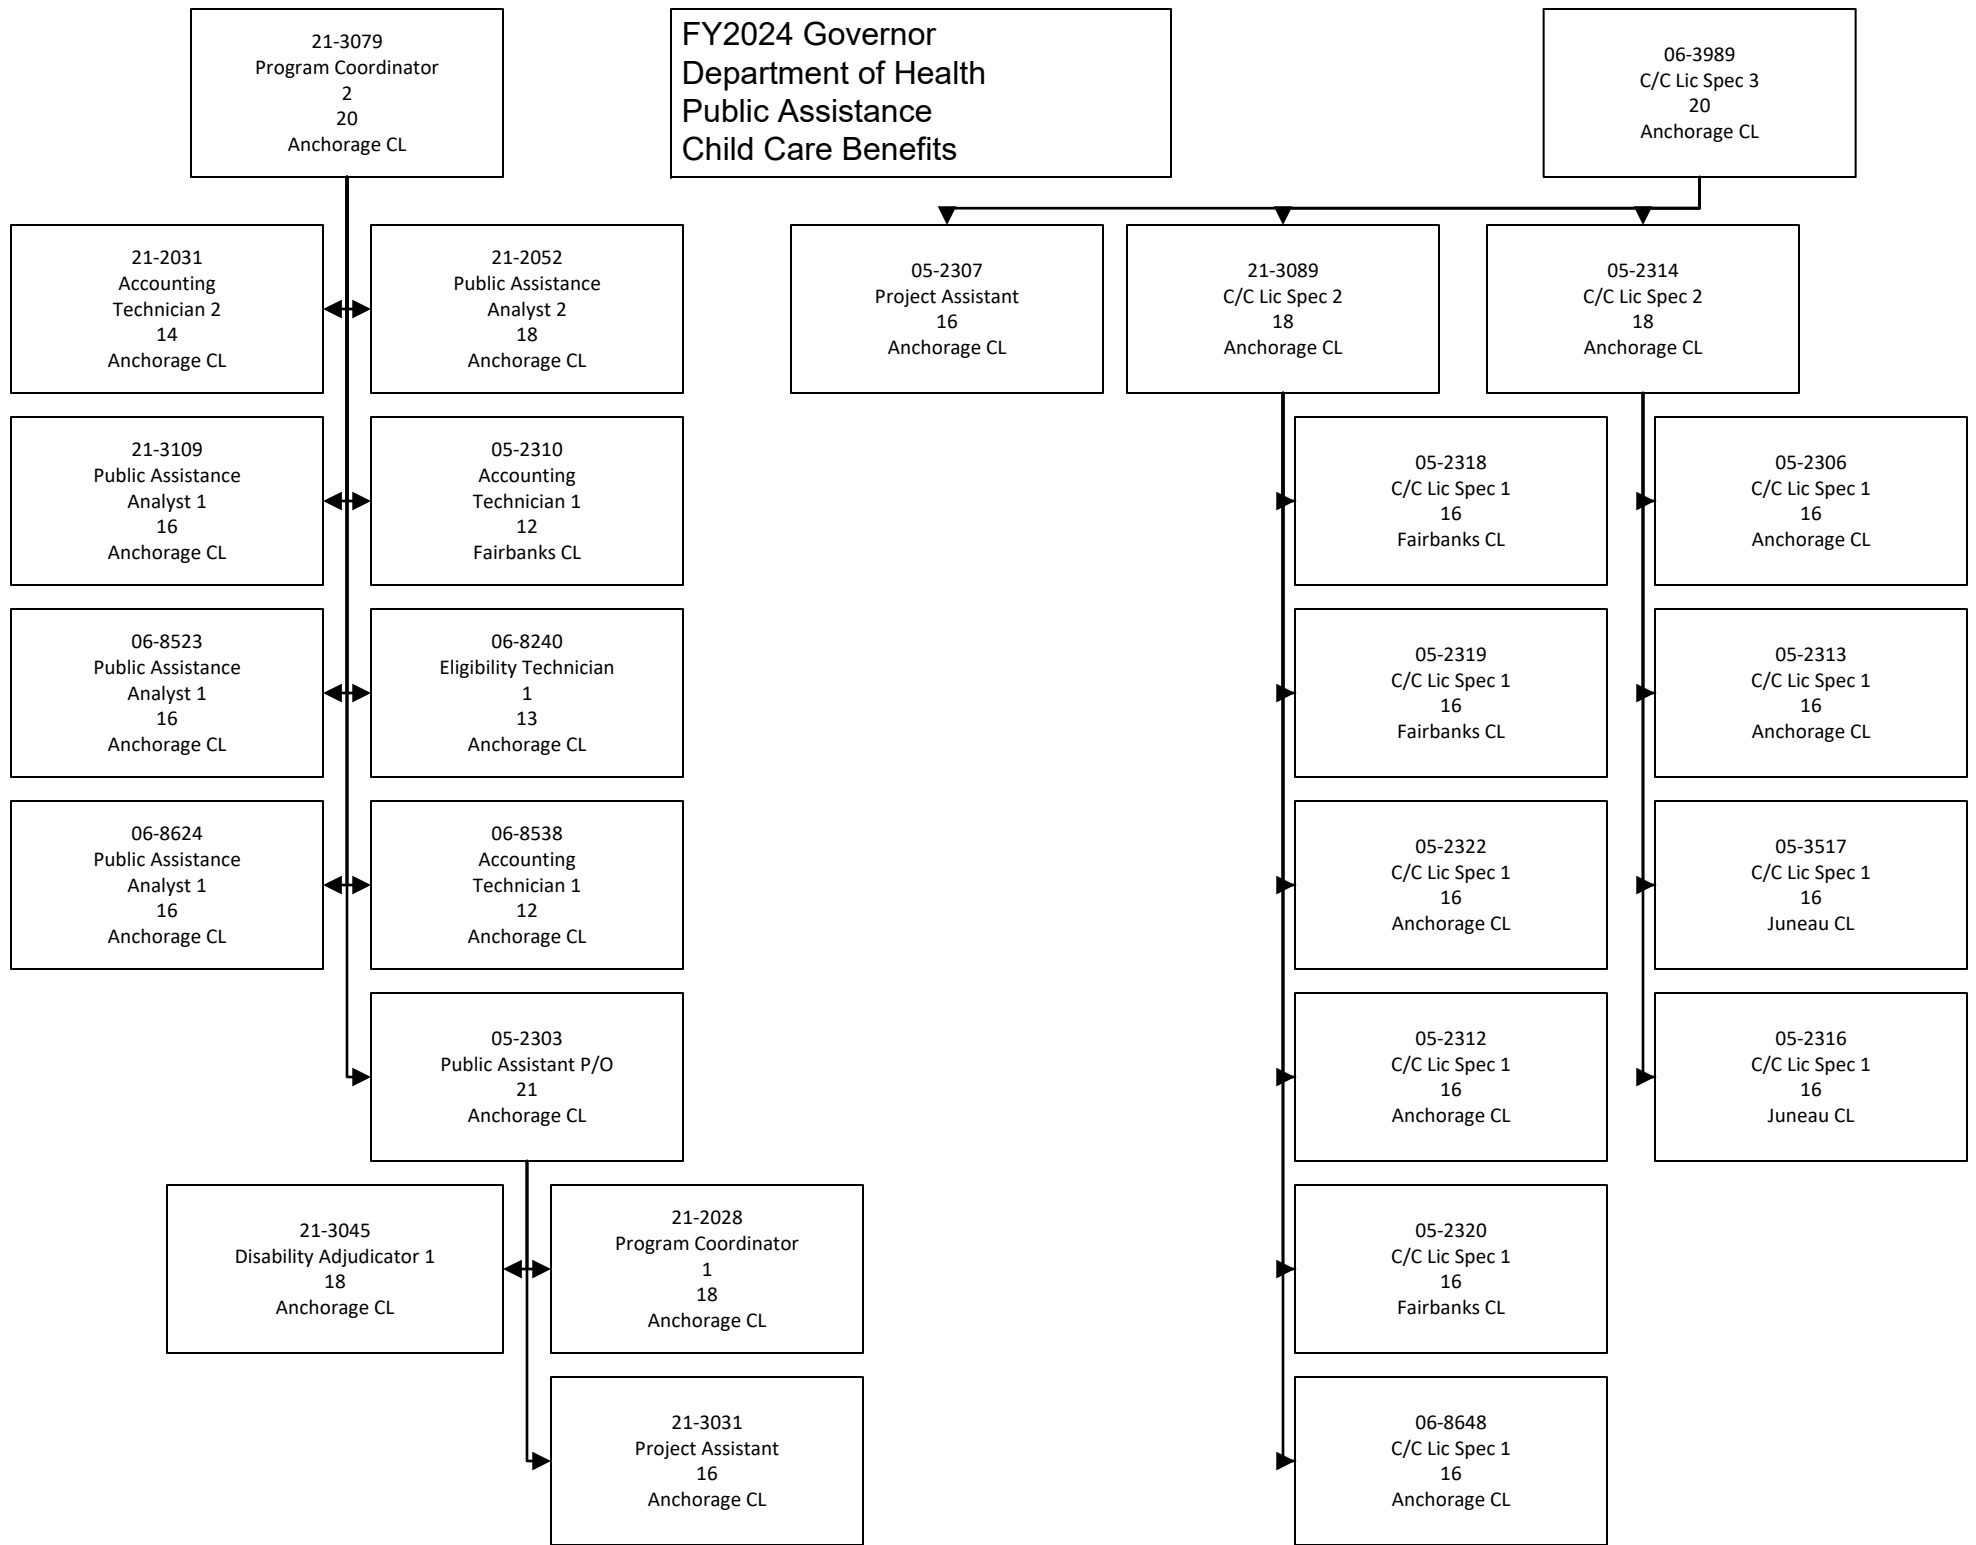 21-3079
Program Coordinator
2
20
Anchorage CL
FY2024 Governor
Department of Health
Public Assistance
Child Care Benefits
06-3989
C/C Lic Spec 3
20
Anchorage CL
21-2031
Accounting
Technician 2
14
Anchorage CL
21-2052
Public Assistance
Analyst 2
18
Anchorage CL
05-2307
Project Assistant
16
Anchorage CL
21-3089
C/C Lic Spec 2
18
Anchorage CL
05-2314
C/C Lic Spec 2
18
Anchorage CL
21-3109
Public Assistance
Analyst 1
16
Anchorage CL
05-2310
Accounting
Technician 1
12
Fairbanks CL
05-2318
C/C Lic Spec 1
16
Fairbanks CL
05-2306
C/C Lic Spec 1
16
Anchorage CL
06-8523
Public Assistance
Analyst 1
16
Anchorage CL
06-8240
Eligibility Technician
1
13
Anchorage CL
05-2319
C/C Lic Spec 1
16
Fairbanks CL
05-2313
C/C Lic Spec 1
16
Anchorage CL
06-8624
Public Assistance
Analyst 1
16
Anchorage CL
06-8538
Accounting
Technician 1
12
Anchorage CL
05-2322
C/C Lic Spec 1
16
Anchorage CL
05-3517
C/C Lic Spec 1
16
Juneau CL
05-2303
Public Assistant P/O
21
Anchorage CL
05-2312
C/C Lic Spec 1
16
Anchorage CL
05-2316
C/C Lic Spec 1
16
Juneau CL
21-3045
Disability Adjudicator 1
18
Anchorage CL
21-2028
Program Coordinator
1
18
Anchorage CL
05-2320
C/C Lic Spec 1
16
Fairbanks CL
21-3031
Project Assistant
16
Anchorage CL
06-8648
C/C Lic Spec 1
16
Anchorage CL